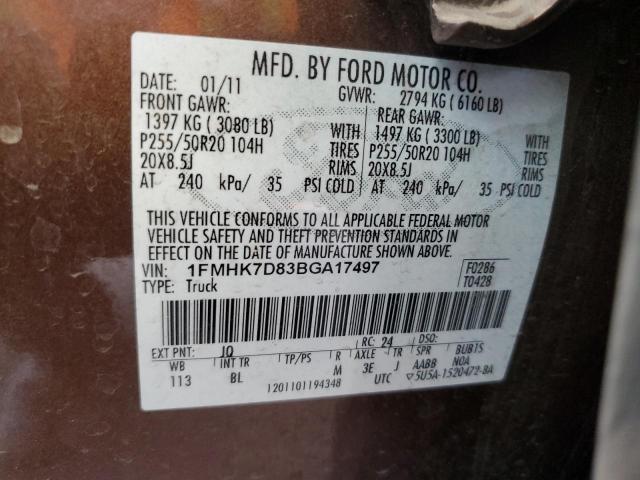 MFD. BY FORD MOTOR CO.
DATE: 01/11 GVWR: 2794 KG ( 6160 LB)
FRONT GAWR: REAR GAWR:
1397 KG ( 3080 LB) WITH 1497 KG ( 3300 LB) WITH
P255/50R20 104H TIRES P255/50R20 104H TIRES
20X8.5J RIMS 20X8.5J RIMS
AT 240 kPa/ 35 PSI COLD AT 240 kPa/ 35 PSI COLD
THIS VEHICLE CONFORMS TO ALL APPLICABLE FEDERAL MOTOR
VEHICLE SAFETY AND THEFT PREVENTION STANDARDS IN
EFFECT ON THE DATE OF MANUFACTURE SHOWN ABOVE.
VIN: 1FMHK7D83BGA17497 F0286
TYPE: Truck T0428
EXT PNT: JQ RC: 24 DSO:
WB INT TR TP/PS R AXLE TR SPR BUBTS
113 BL M 3E J AABB NOA
1201101194348 UTC ▽5U5A-1520472-BA